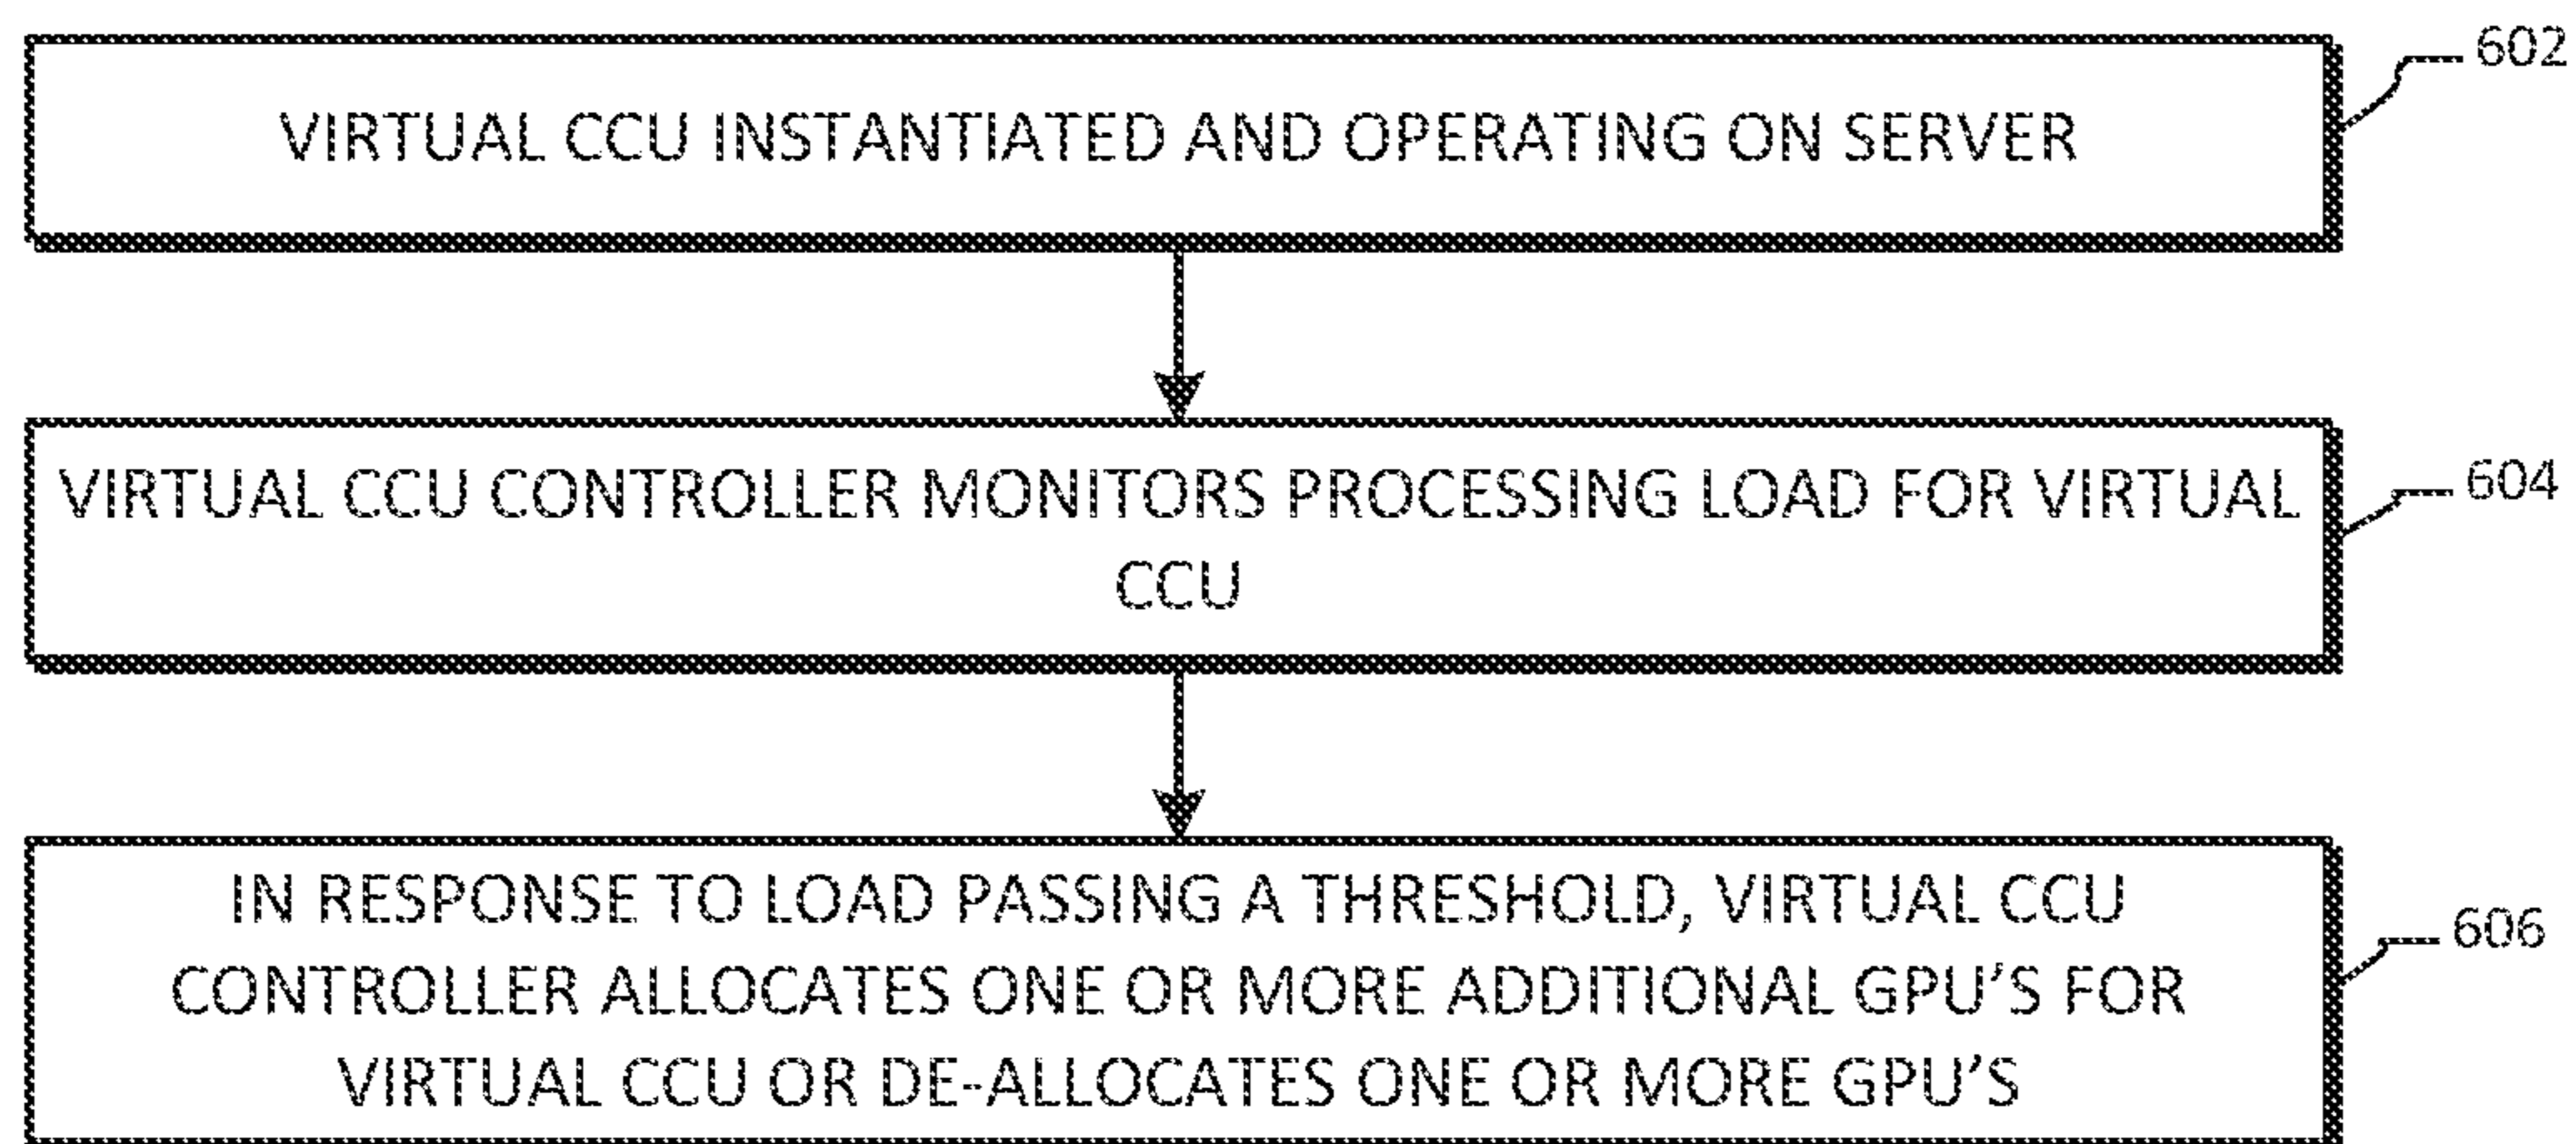 VIRTUAL CCU INSTANTIATED AND OPERATING ON SERVER
602
VIRTUAL CCU CONTROLLER MONITORS PROCESSING LOAD FOR VIRTUAL
CCU
604
IN RESPONSE TO LOAD PASSING A THRESHOLD, VIRTUAL CCU
CONTROLLER ALLOCATES ONE OR MORE ADDITIONAL GPU'S FOR
VIRTUAL CCU OR DE-ALLOCATES ONE OR MORE GPU'S
606